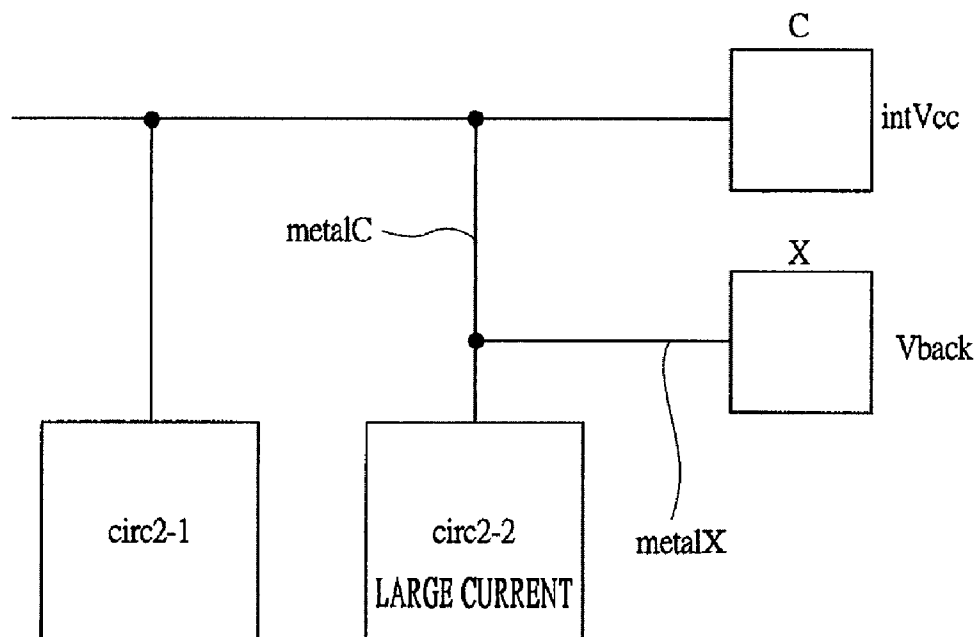 C
intVcc
metalC
X
Vback
circ2-1
circ2-2
LARGE CURRENT
metalX